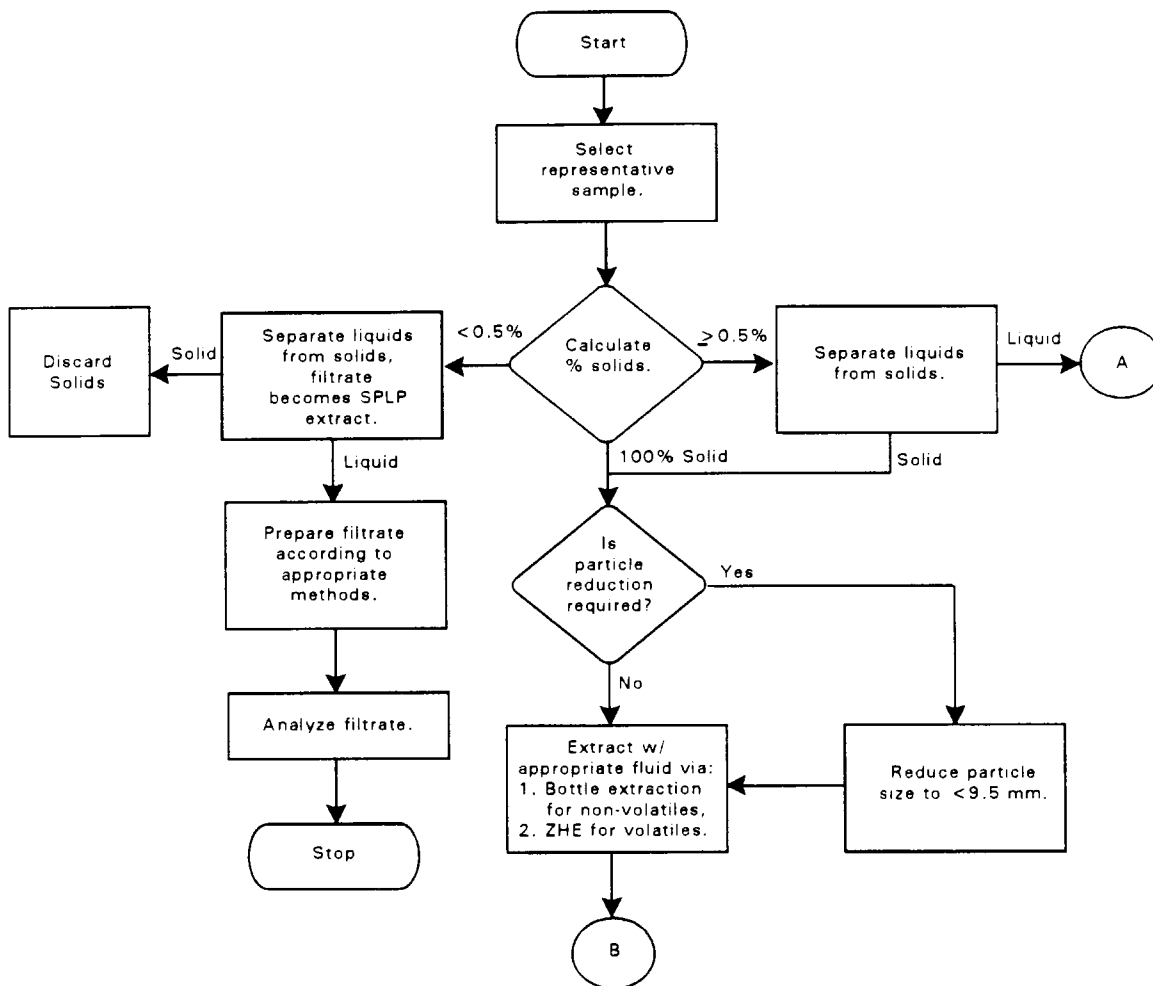 Start
Select
representative
sample.
Calculate
% solids.
<0.5%
≥0.5%
Separate liquids
from solids,
filtrate
becomes SPLP
extract.
Solid
Discard
Solids
Separate liquids
from solids.
Liquid
A
Liquid
100% Solid
Solid
Prepare filtrate
according to
appropriate
methods.
Is
particle
reduction
required?
Yes
No
Analyze filtrate.
Extract w/
appropriate fluid via:
1. Bottle extraction
for non-volatiles,
2. ZHE for volatiles.
Reduce particle
size to <9.5 mm.
Stop
B